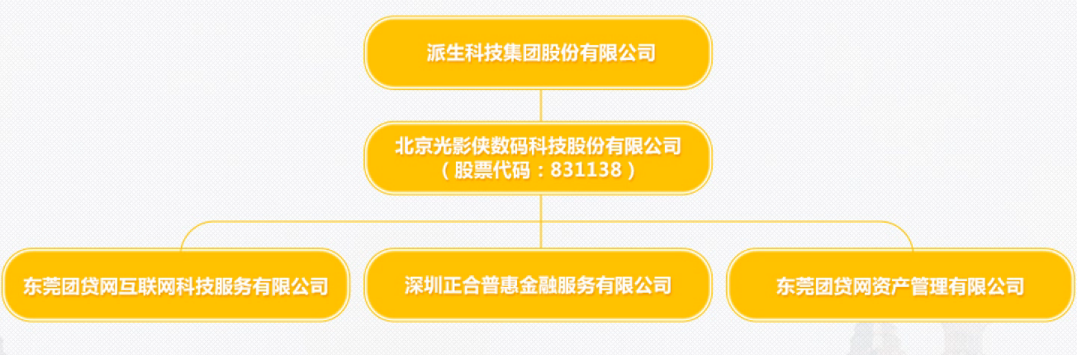 派生科技集团股份有限公司
北京光影侠数码科技股份有限公司
（股票代码：831138）
东莞团贷网互联网科技服务有限公司
深圳正合普惠金融服务有限公司
东莞团贷网资产管理有限公司